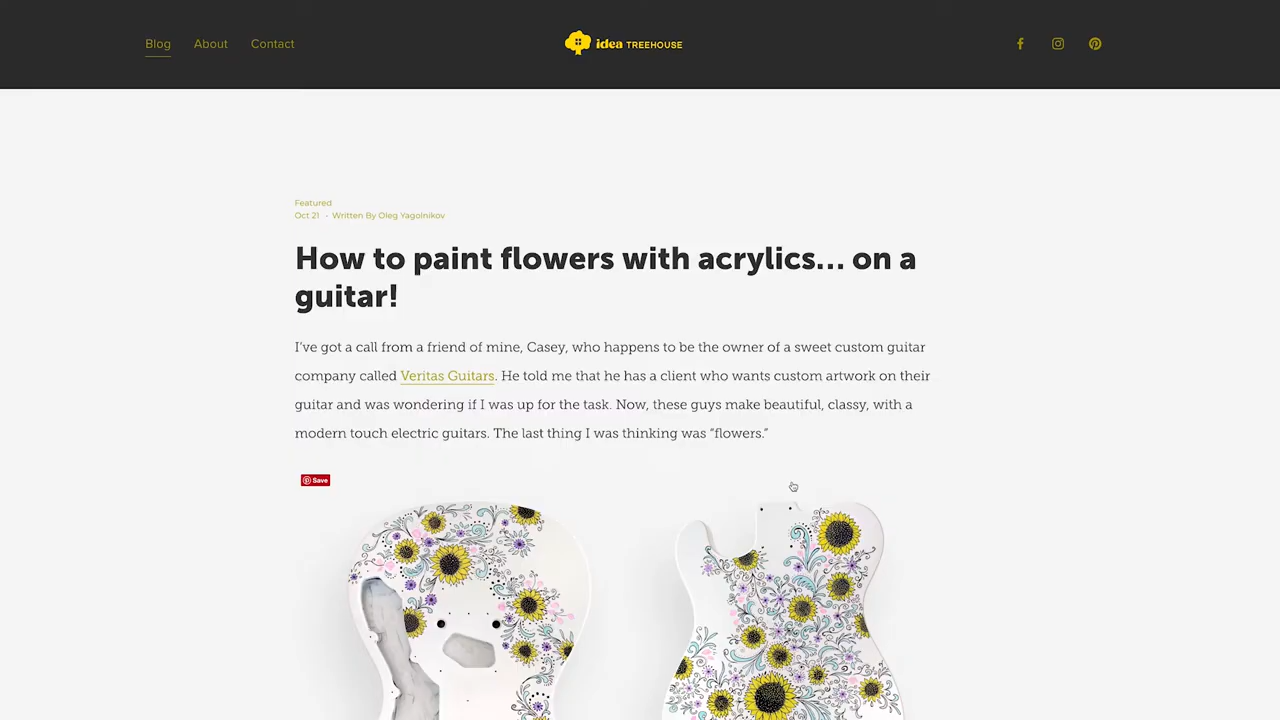 Blog About Contact
idea TREEHOUSE
Featured
Oct 21 - Written By Oleg Yagolnikov
How to paint flowers with acrylics… on a
guitar!
I’ve got a call from a friend of mine, Casey, who happens to be the owner of a sweet custom guitar
company called Veritas Guitars. He told me that he has a client who wants custom artwork on their
guitar and was wondering if I was up for the task. Now, these guys make beautiful, classy, with a
modern touch electric guitars. The last thing I was thinking was “flowers.”
Save